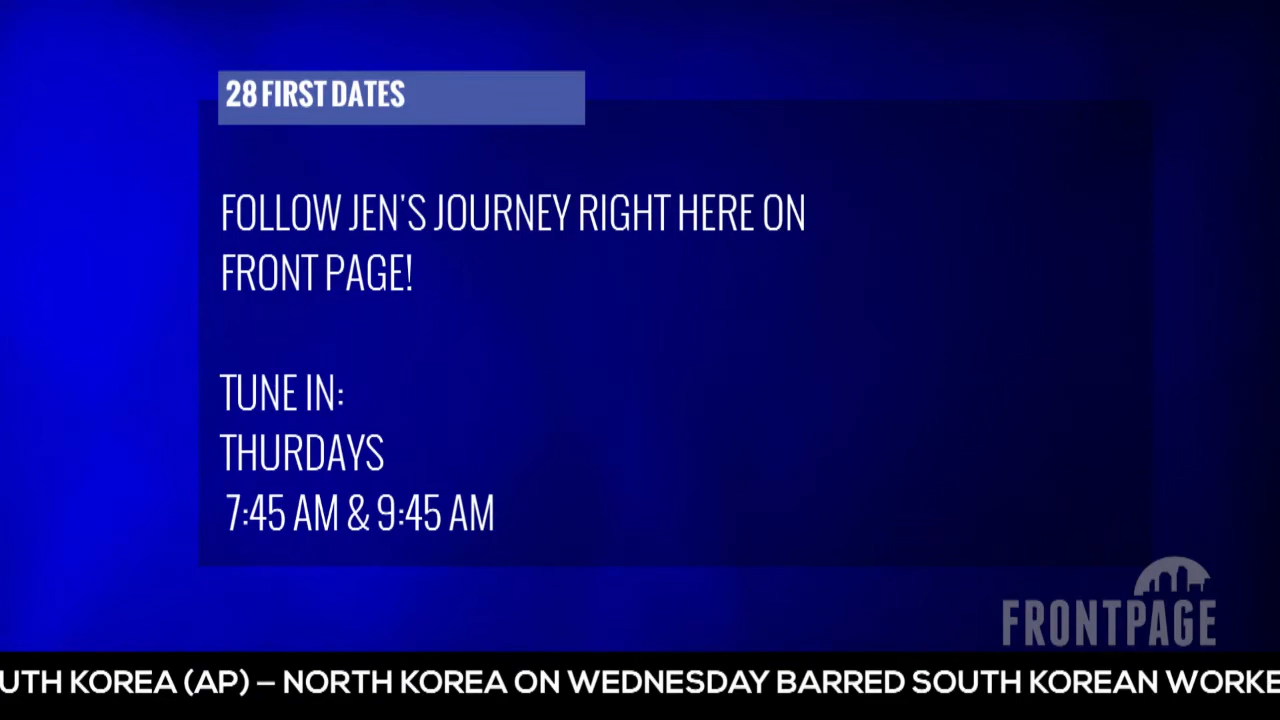 28 FIRST DATES
FOLLOW JEN'S JOURNEY RIGHT HERE ON
FRONT PAGE!
TUNE IN:
THURDAYS
7:45 AM & 9:45 AM
FRONTPAGE
UTH KOREA (AP) – NORTH KOREA ON WEDNESDAY BARRED SOUTH KOREAN WORKE